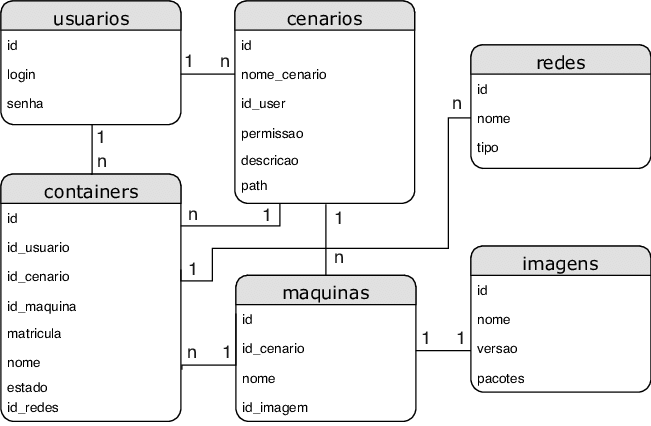 usuarios
id
login
senha
cenarios
id
nome_cenario
id_user
permissao
descricao
path
redes
id
nome
tipo
containers
id
id_usuario
id_cenario
id_maquina
matricula
nome
estado
id_redes
maquinas
id
id_cenario
nome
id_imagem
imagens
id
nome
versao
pacotes
1 n
1
n
n 1
1
n
n
1
n 1
1 1